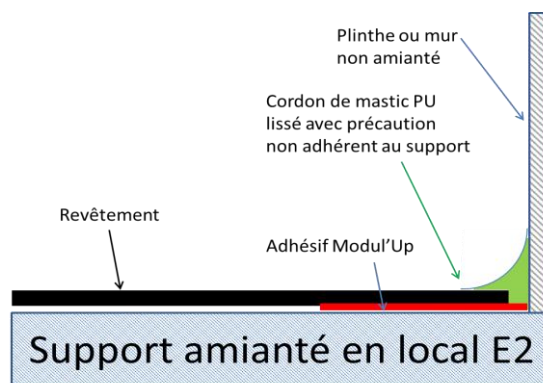 Plinthe ou mur
non amianté
Cordon de mastic PU
lissé avec précaution
non adhérent au support
Revêtement
Adhésif Modul'Up
Support amianté en local E2